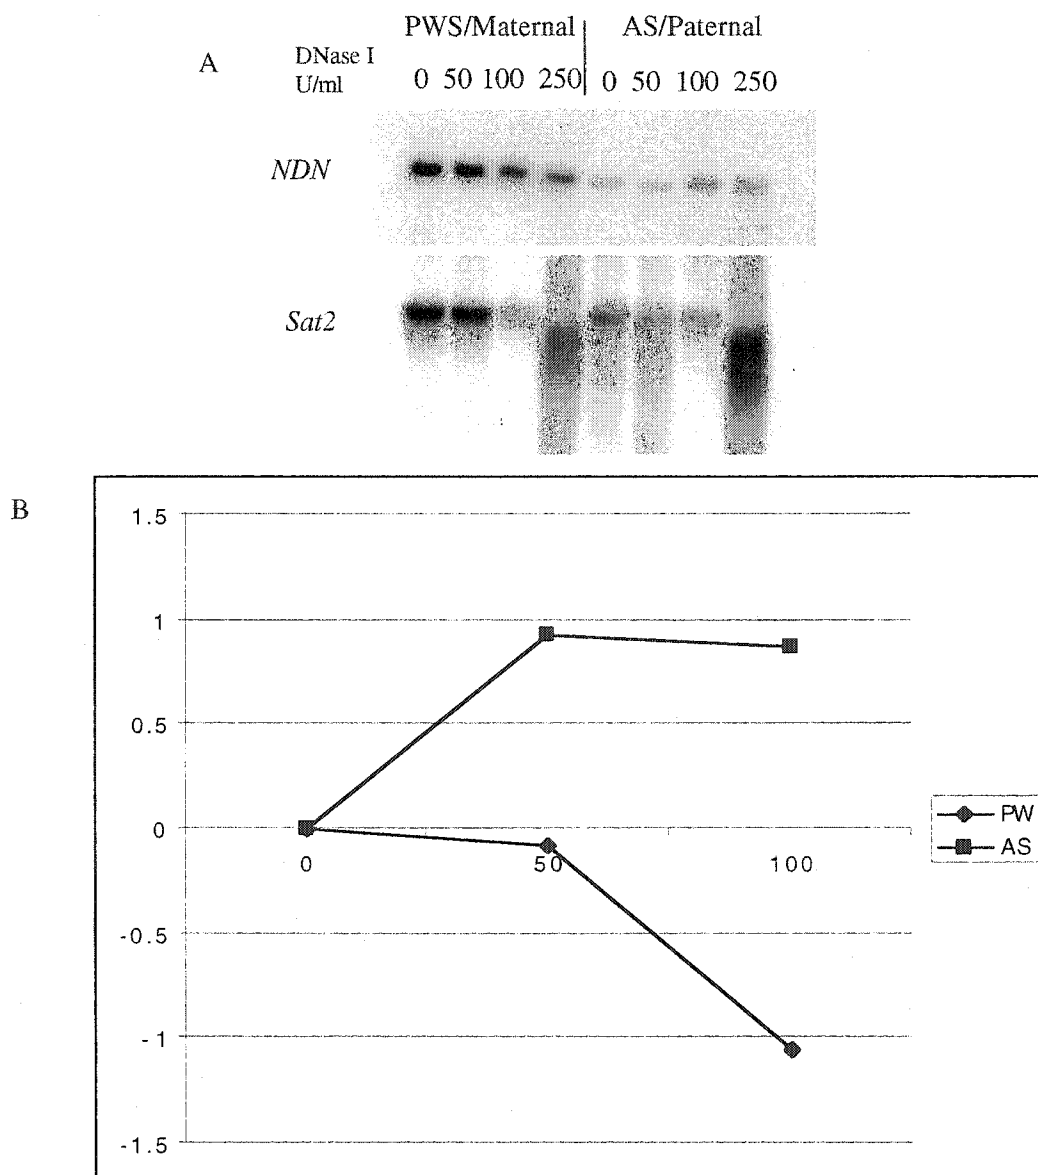 PWS/Maternal AS/Paternal
A DNase I
U/ml 0 50 100 250 0 50 100 250
NDN
Sat2
B
1.5
1
0.5
0
0 50 100
-0.5
-1
-1.5
PW
AS